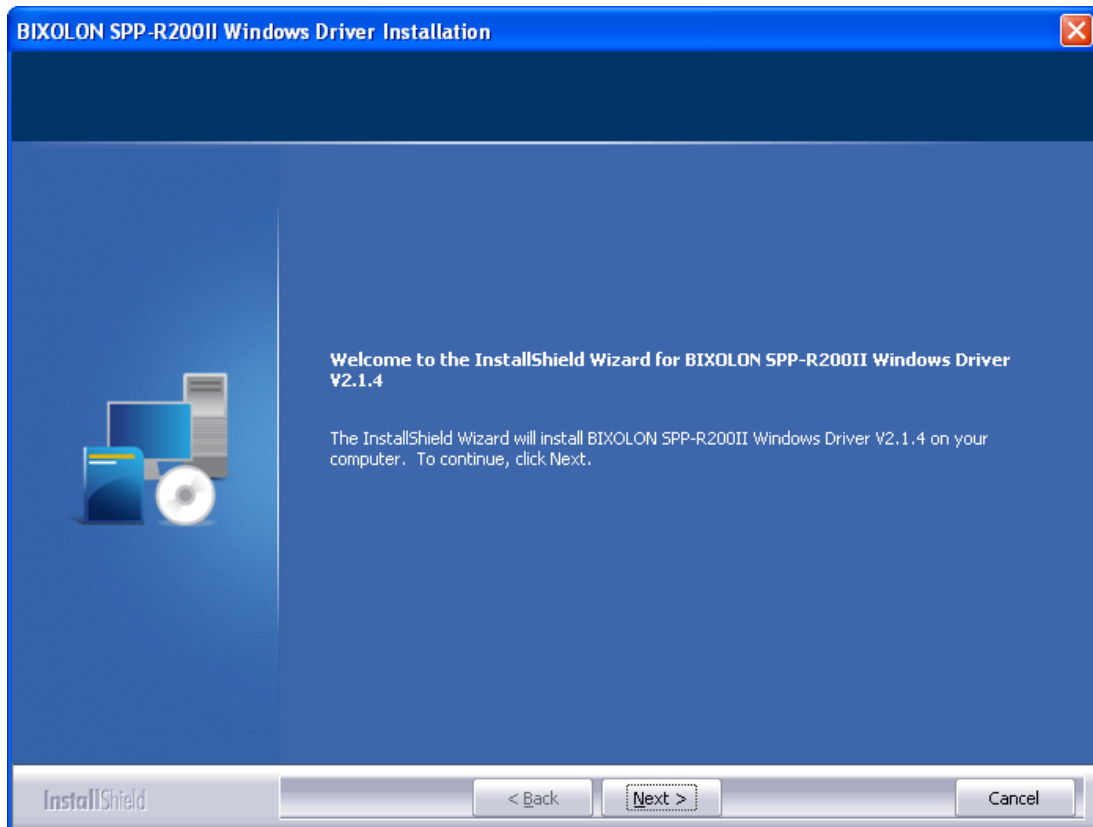 BIXOLON SPP-R200II Windows Driver Installation
Welcome to the InstallShield Wizard for BIXOLON SPP-R200II Windows Driver
V2.1.4
The InstallShield Wizard will install BIXOLON SPP-R200II Windows Driver V2.1.4 on your
computer.  To continue, click Next.
InstallShield
< Back
Next >
Cancel